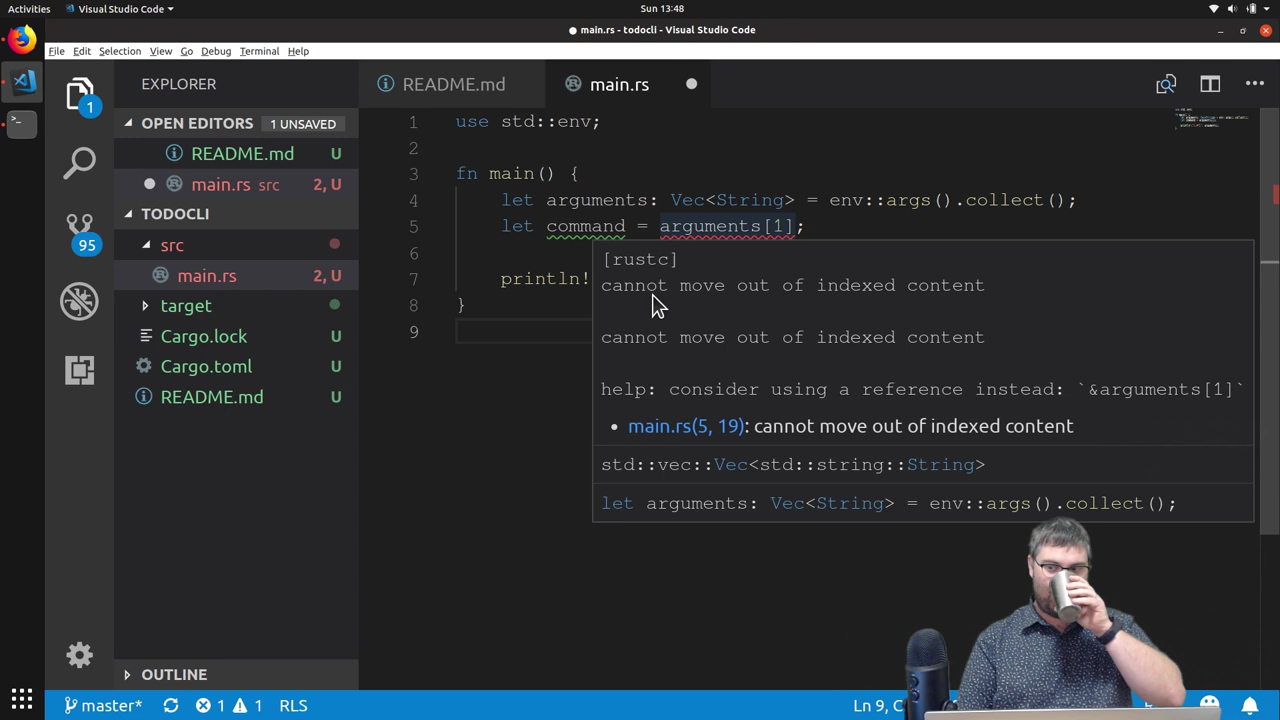 Activities
Visual Studio Code
Sun 13:48
● main.rs - todocli - Visual Studio Code
File Edit Selection View Go Debug Terminal Help
EXPLORER
OPEN EDITORS 1 UNSAVED
README.md U
main.rs src 2, U
TODOCLI
src
main.rs 2, U
target
Cargo.lock U
Cargo.toml U
README.md U
OUTLINE
1
95
README.md
main.rs
1 use std::env;
2
3 fn main() {
4 let arguments: Vec<String> = env::args().collect();
5 let command = arguments[1];
6
7 println!
8 }
9
[rustc]
cannot move out of indexed content
cannot move out of indexed content
help: consider using a reference instead: `&arguments[1]`
• main.rs(5, 19): cannot move out of indexed content
std::vec::Vec<std::string::String>
let arguments: Vec<String> = env::args().collect();
master* 1 1 RLS
Ln 9,